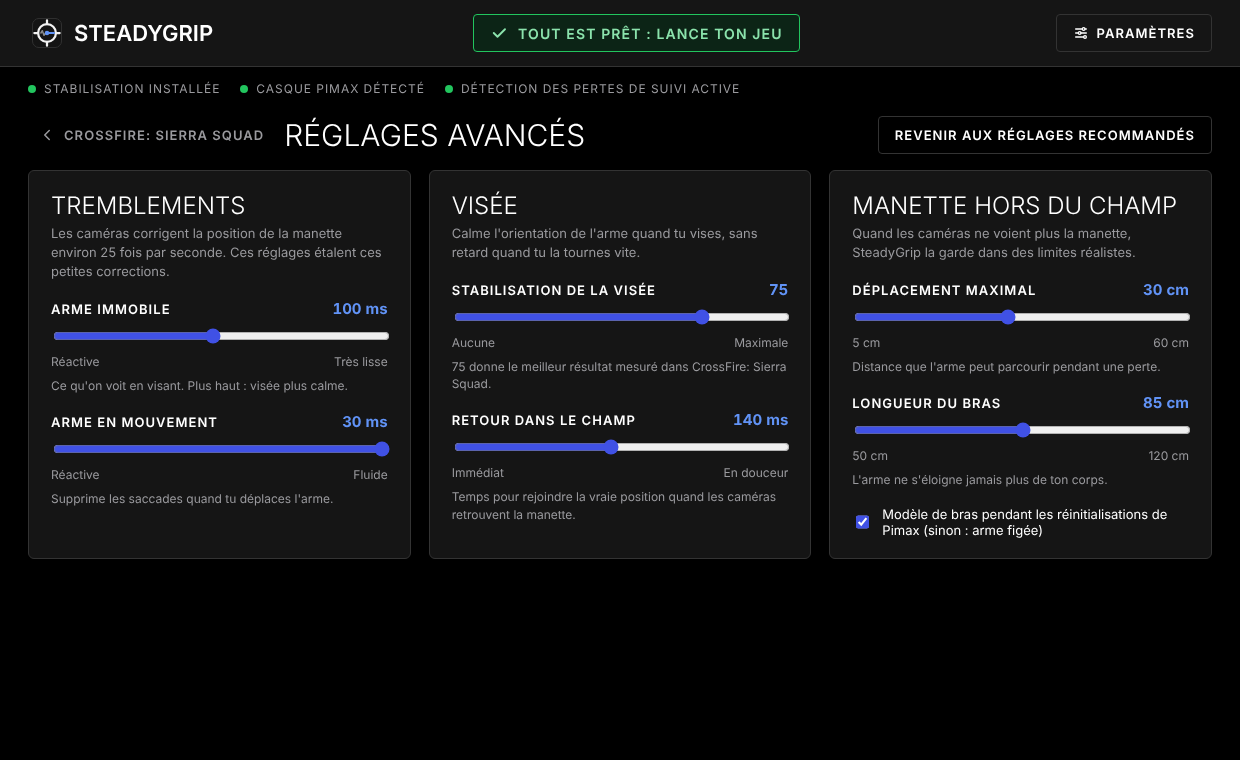 STEADYGRIP
TOUT EST PRÊT : LANCE TON JEU
PARAMÈTRES
STABILISATION INSTALLÉE
CASQUE PIMAX DÉTECTÉ
DÉTECTION DES PERTES DE SUIVI ACTIVE
CROSSFIRE: SIERRA SQUAD
RÉGLAGES AVANCÉS
REVENIR AUX RÉGLAGES RECOMMANDÉS
TREMBLEMENTS
Les caméras corrigent la position de la manette
environ 25 fois par seconde. Ces réglages étalent ces
petites corrections.
ARME IMMOBILE
100 ms
Réactive
Très lisse
Ce qu'on voit en visant. Plus haut : visée plus calme.
ARME EN MOUVEMENT
30 ms
Réactive
Fluide
Supprime les saccades quand tu déplaces l'arme.
VISÉE
Calme l'orientation de l'arme quand tu vises, sans
retard quand tu la tournes vite.
STABILISATION DE LA VISÉE
75
Aucune
Maximale
75 donne le meilleur résultat mesuré dans CrossFire: Sierra
Squad.
RETOUR DANS LE CHAMP
140 ms
Immédiat
En douceur
Temps pour rejoindre la vraie position quand les caméras
retrouvent la manette.
MANETTE HORS DU CHAMP
Quand les caméras ne voient plus la manette,
SteadyGrip la garde dans des limites réalistes.
DÉPLACEMENT MAXIMAL
30 cm
5 cm
60 cm
Distance que l'arme peut parcourir pendant une perte.
LONGUEUR DU BRAS
85 cm
50 cm
120 cm
L'arme ne s'éloigne jamais plus de ton corps.
Modèle de bras pendant les réinitialisations de
Pimax (sinon : arme figée)